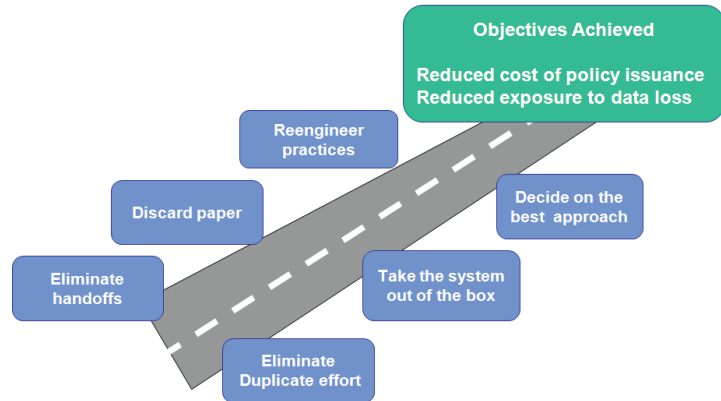 Objectives Achieved
Reduced cost of policy issuance
Reduced exposure to data loss
Reengineer
practices
Discard paper
Decide on the
best approach
Eliminate
handoffs
Take the system
out of the box
Eliminate
Duplicate effort